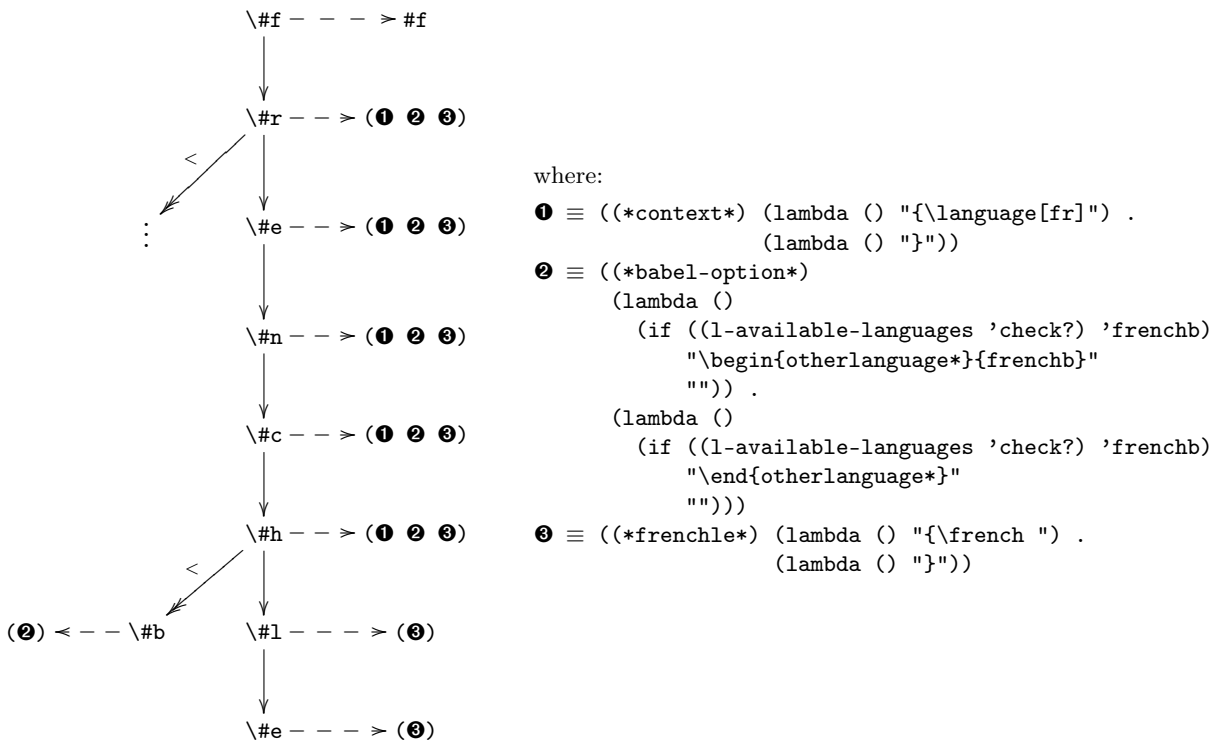 \#f #f
\#r (❶ ❷ ❸)
<
⋮
\#e (❶ ❷ ❸)
\#n (❶ ❷ ❸)
\#c (❶ ❷ ❸)
\#h (❶ ❷ ❸)
<
(❷) \#b \#l (❸)
\#e (❸)
where:
❶ ≡ ((*context*) (lambda () "{\language[fr]") .
(lambda () "}"))
❷ ≡ ((*babel-option*)
(lambda ()
(if ((l-available-languages 'check?) 'frenchb)
"\begin{otherlanguage*}{frenchb}"
"")) .
(lambda ()
(if ((l-available-languages 'check?) 'frenchb)
"\end{otherlanguage*}"
"")))
❸ ≡ ((*frenchle*) (lambda () "{\french ") .
(lambda () "}"))